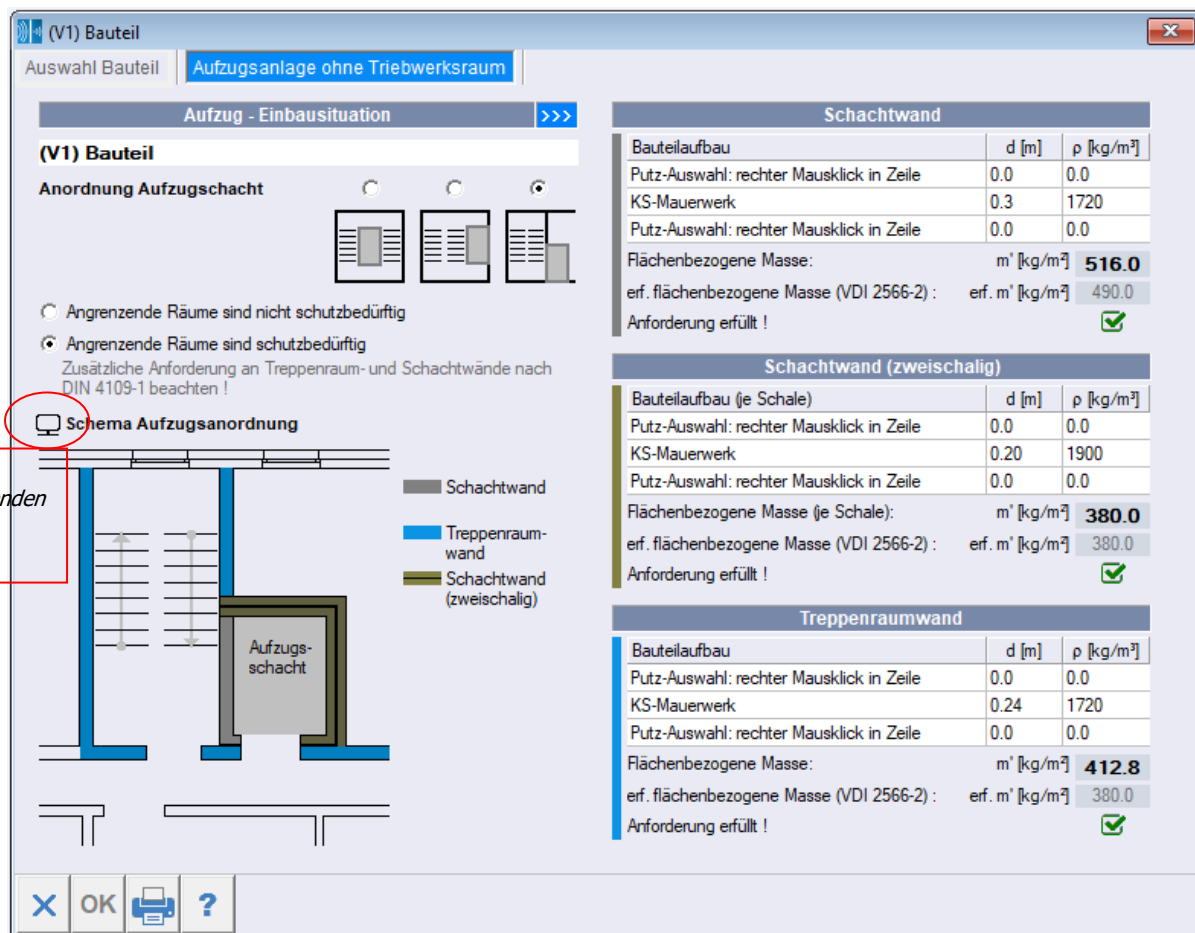 (V1) Bauteil
Auswahl Bauteil Aufzugsanlage ohne Triebwerksraum
Aufzug - Einbausituation >>>
(V1) Bauteil
Anordnung Aufzugschacht
Angrenzende Räume sind nicht schutzbedürftig
Angrenzende Räume sind schutzbedürftig
Zusätzliche Anforderung an Treppenraum- und Schachtwände nach
DIN 4109-1 beachten !
Schema Aufzugsanordnung
Schachtwand
Treppenraum-
wand
Schachtwand
(zweischalig)
Aufzugs-
schacht
Schachtwand
Bauteilaufbau d [m] ρ [kg/m³]
Putz-Auswahl: rechter Mausklick in Zeile 0.0 0.0
KS-Mauerwerk 0.3 1720
Putz-Auswahl: rechter Mausklick in Zeile 0.0 0.0
Flächenbezogene Masse: m' [kg/m²] 516.0
erf. flächenbezogene Masse (VDI 2566-2) : erf. m' [kg/m²] 490.0
Anforderung erfüllt !
Schachtwand (zweischalig)
Bauteilaufbau (je Schale) d [m] ρ [kg/m³]
Putz-Auswahl: rechter Mausklick in Zeile 0.0 0.0
KS-Mauerwerk 0.20 1900
Putz-Auswahl: rechter Mausklick in Zeile 0.0 0.0
Flächenbezogene Masse (je Schale): m' [kg/m²] 380.0
erf. flächenbezogene Masse (VDI 2566-2) : erf. m' [kg/m²] 380.0
Anforderung erfüllt !
Treppenraumwand
Bauteilaufbau d [m] ρ [kg/m³]
Putz-Auswahl: rechter Mausklick in Zeile 0.0 0.0
KS-Mauerwerk 0.24 1720
Putz-Auswahl: rechter Mausklick in Zeile 0.0 0.0
Flächenbezogene Masse: m' [kg/m²] 412.8
erf. flächenbezogene Masse (VDI 2566-2) : erf. m' [kg/m²] 380.0
Anforderung erfüllt !
OK ?